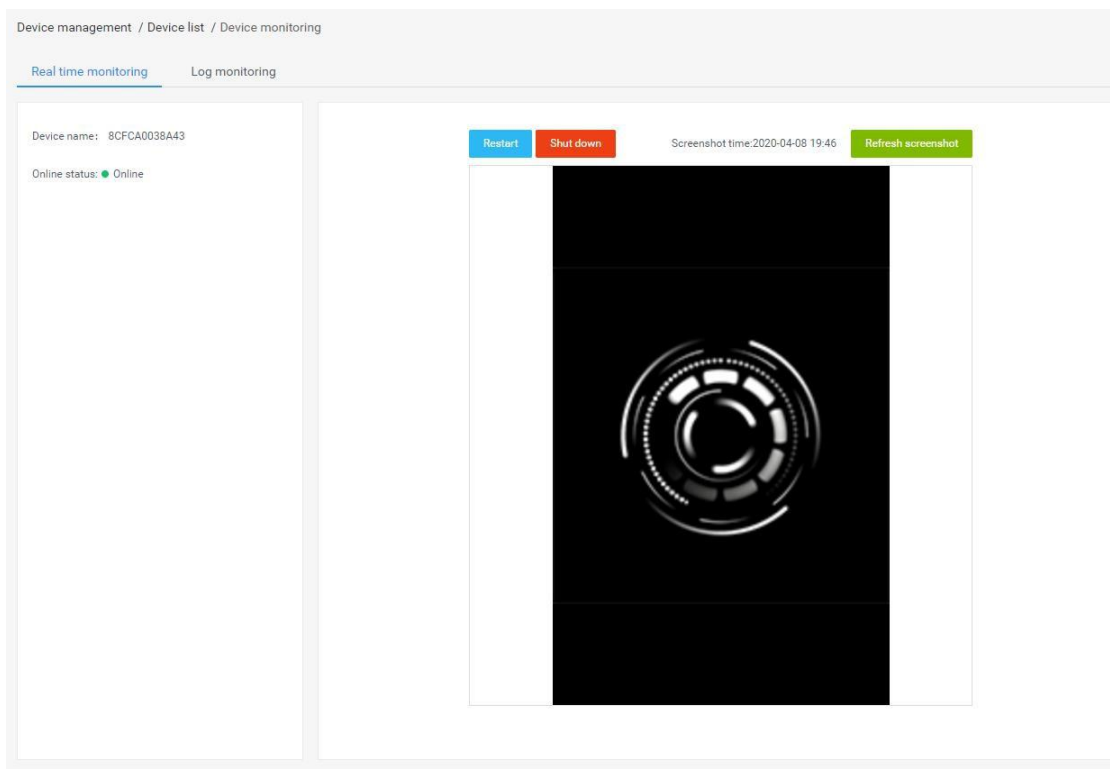 Device management / Device list / Device monitoring
Real time monitoring Log monitoring
Device name: 8CFCA0038A43
Online status: Online
Restart Shut down Screenshot time:2020-04-08 19:46 Refresh screenshot